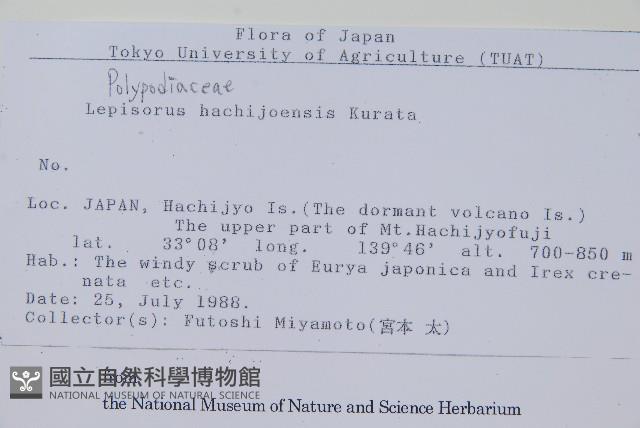 Flora of Japan
Tokyo University of Agriculture (TUAT)
Polypodiaceae
Lepisorus hachijoensis Kurata
No.
Loc. JAPAN, Hachijyo Is.(The dormant volcano Is.)
The upper part of Mt.Hachijyofuji
lat. 33°08' long. 139°46' alt. 700-850 m
Hab.: The windy scrub of Eurya japonica and Irex cre-
nata etc.
Date: 25, July 1988.
Collector(s): Futoshi Miyamoto(宮本 太)
國立自然科學博物館
NATIONAL MUSEUM OF NATURAL SCIENCE
the National Museum of Nature and Science Herbarium